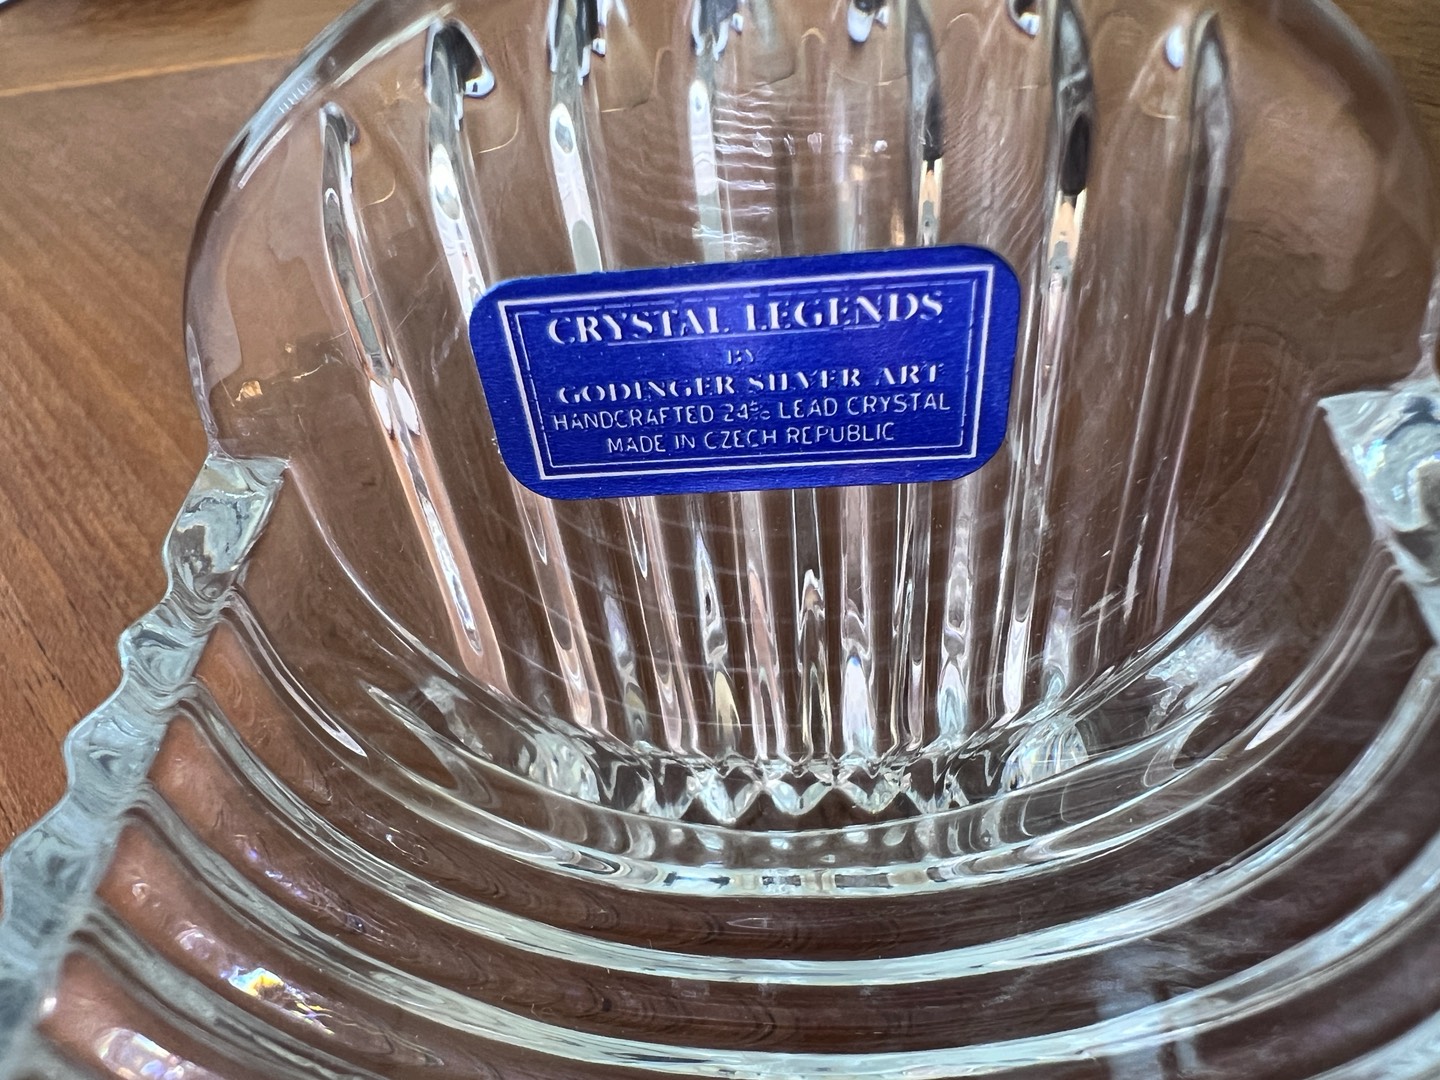 CRYSTAL LEGENDS
BY
GODINGER SILVER ART
HANDCRAFTED 24% LEAD CRYSTAL
MADE IN CZECH REPUBLIC